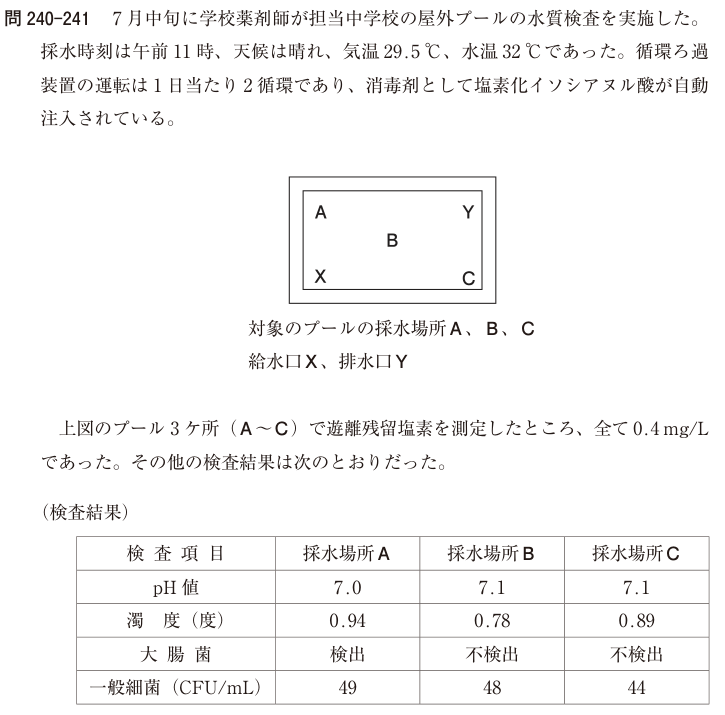 問 240-241　7 月中旬に学校薬剤師が担当中学校の屋外プールの水質検査を実施した。
採水時刻は午前 11 時、天候は晴れ、気温 29.5 ℃、水温 32 ℃であった。循環ろ過
装置の運転は 1 日当たり 2 循環であり、消毒剤として塩素化イソシアヌル酸が自動
注入されている。
A　Y
B
X　C
対象のプールの採水場所 A、B、C
給水口 X、排水口 Y
上図のプール 3 ケ所（A～C）で遊離残留塩素を測定したところ、全て 0.4 mg/L
であった。その他の検査結果は次のとおりだった。
（検査結果）
検 査 項 目　採水場所 A　採水場所 B　採水場所 C
pH 値　7.0　7.1　7.1
濁　度（度）　0.94　0.78　0.89
大 腸 菌　検出　不検出　不検出
一般細菌（CFU/mL）　49　48　44